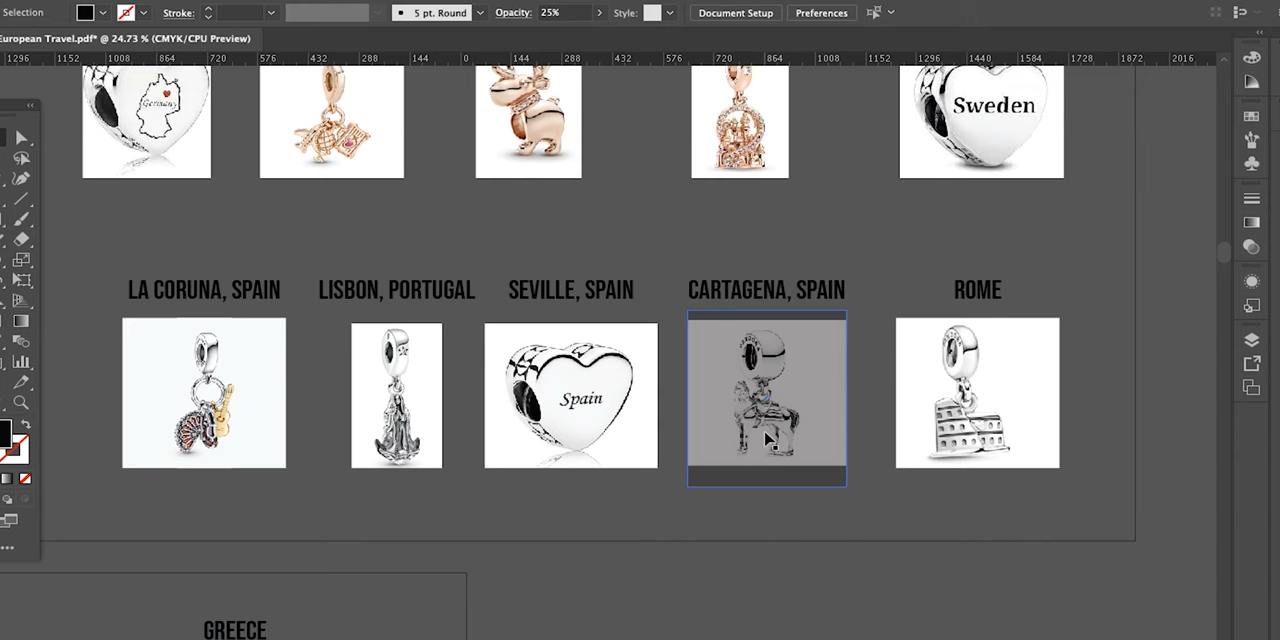 Selection Stroke: 5 pt. Round Opacity: 25% Style: Document Setup Preferences
European Travel.pdf* @ 24.73 % (CMYK/CPU Preview)
1296 1152 1008 864 720 576 432 288 144 0 144 288 432 576 720 864 1008 1152 1296 1440 1584 1728 1872 2016
Germany
Sweden
LA CORUNA, SPAIN LISBON, PORTUGAL SEVILLE, SPAIN CARTAGENA, SPAIN ROME
Spain
GREECE